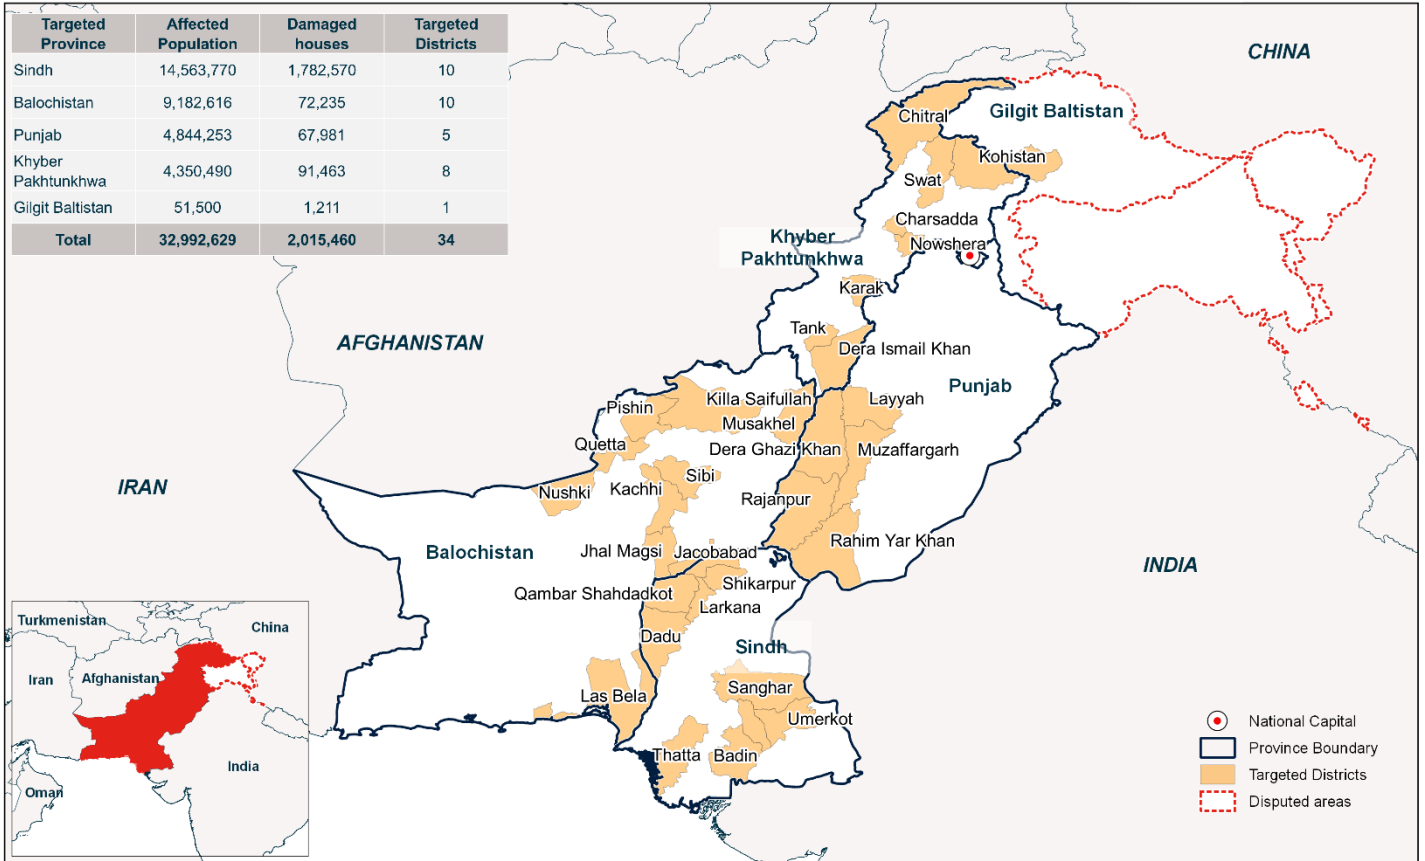 Targeted Province Affected Population Damaged houses Targeted Districts
Sindh 14,563,770 1,782,570 10
Balochistan 9,182,616 72,235 10
Punjab 4,844,253 67,981 5
Khyber Pakhtunkhwa 4,350,490 91,463 8
Gilgit Baltistan 51,500 1,211 1
Total 32,992,629 2,015,460 34
CHINA
Gilgit Baltistan
Chitral
Kohistan
Swat
Charsadda
Khyber
Pakhtunkhwa
Nowshera
Karak
Tank
AFGHANISTAN
Dera Ismail Khan
Punjab
Killa Saifullah
Layyah
Pishin
Musakhel
Quetta
Dera Ghazi Khan
Muzaffargarh
Sibi
IRAN
Nushki
Kachhi
Rajanpur
Rahim Yar Khan
Balochistan
Jhal Magsi
Jacobabad
INDIA
Shikarpur
Qambar Shahdadkot
Larkana
Dadu
Sindh
Sanghar
Las Bela
Umerkot
Thatta
Badin
Turkmenistan
China
Iran
Afghanistan
India
Oman
National Capital
Province Boundary
Targeted Districts
Disputed areas